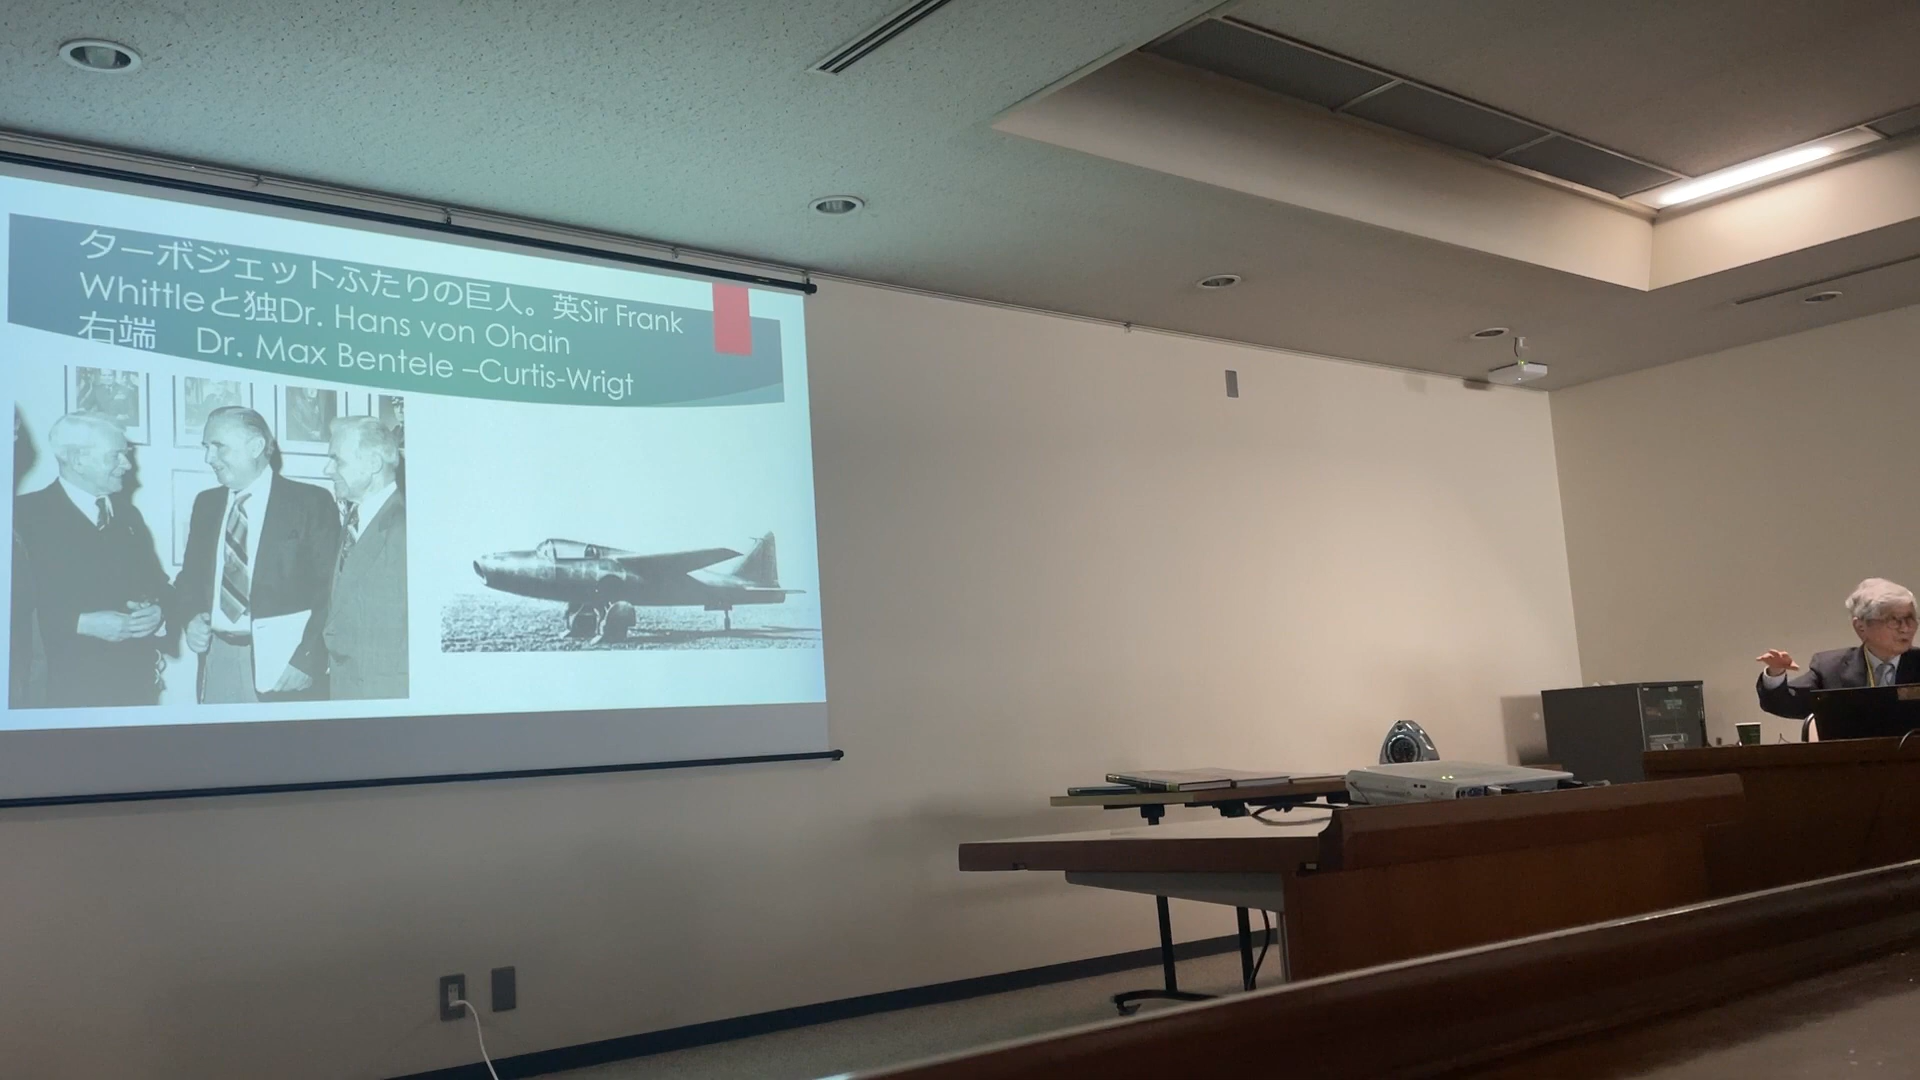 ターボジェットふたりの巨人。英Sir Frank
Whittleと独Dr. Hans von Ohain
右端　Dr. Max Bentele –Curtis-Wrigt